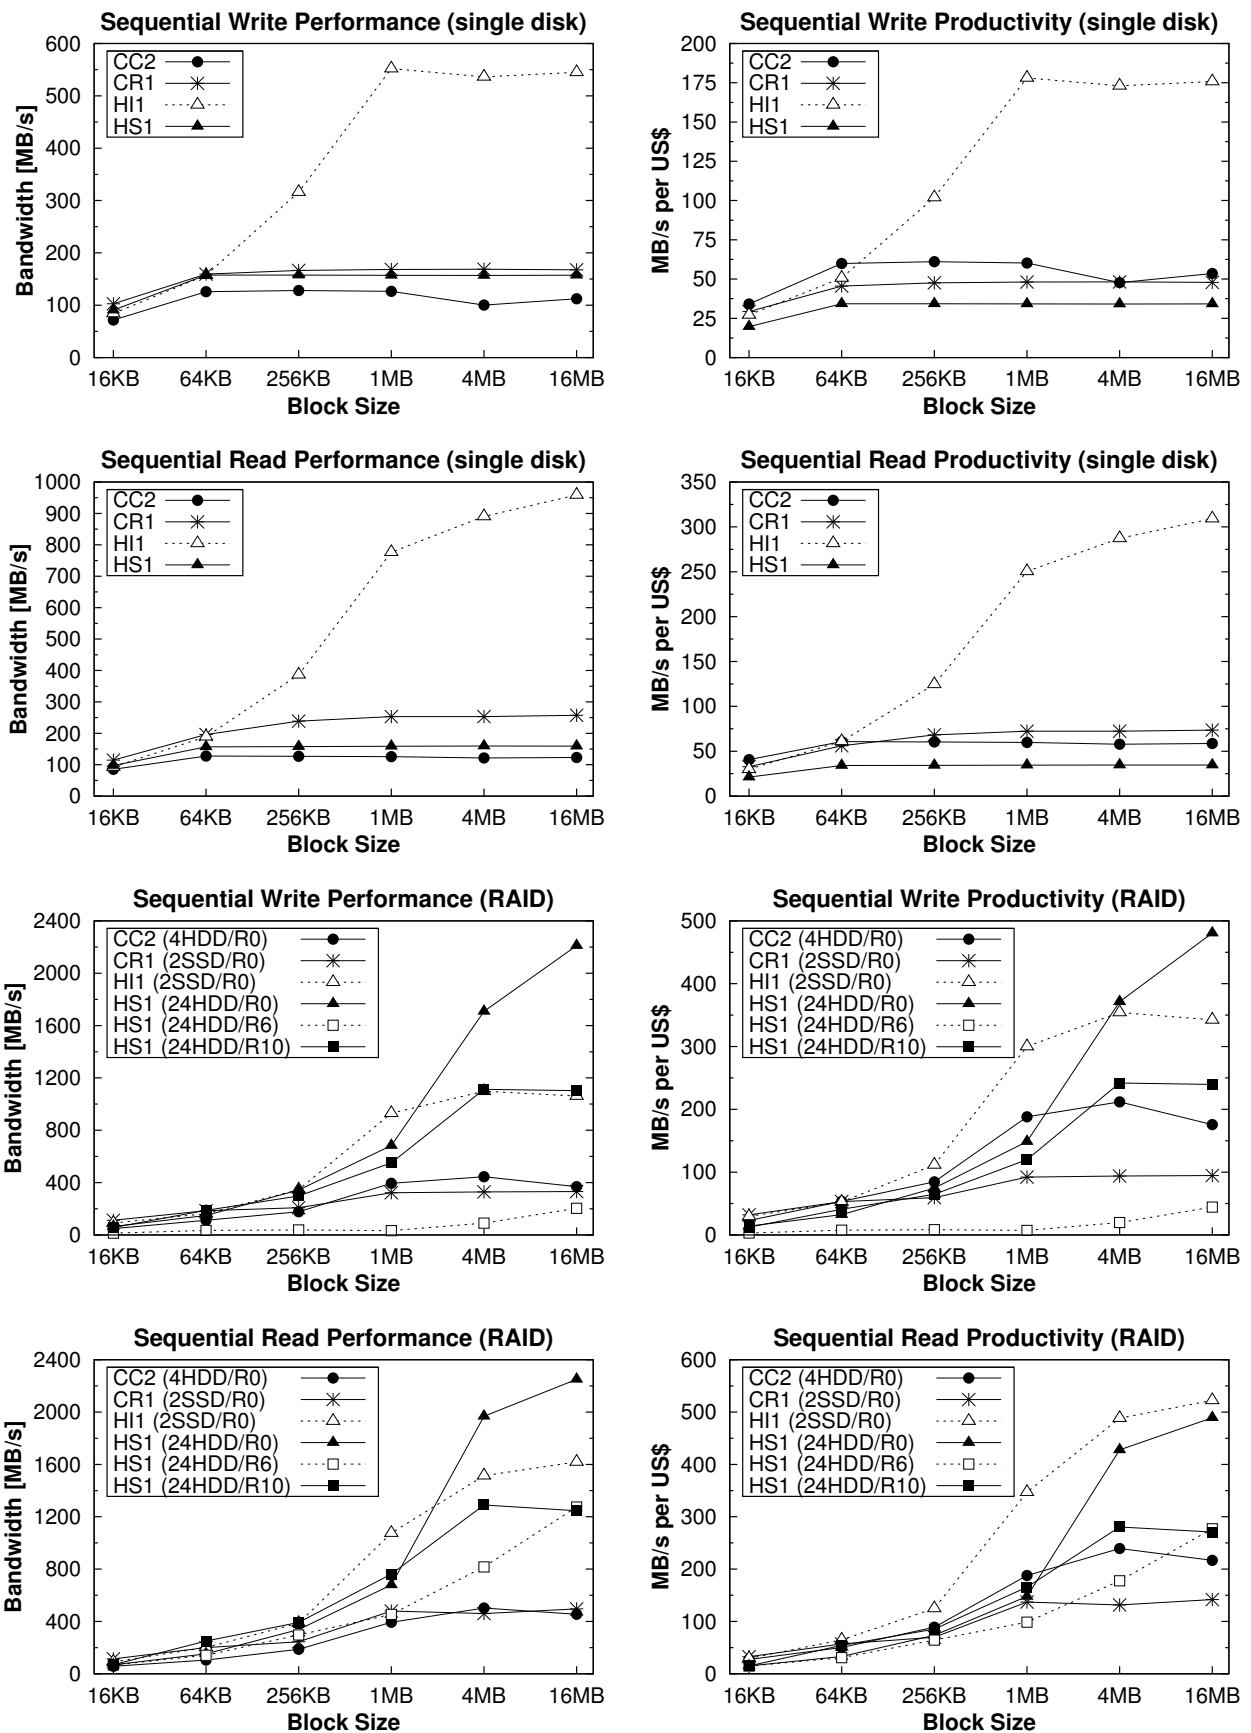 Sequential Write Performance (single disk)
Bandwidth [MB/s]
600
500
400
300
200
100
0
CC2
CR1
HI1
HS1
16KB 64KB 256KB 1MB 4MB 16MB
Block Size
Sequential Write Productivity (single disk)
MB/s per US$
200
175
150
125
100
75
50
25
0
CC2
CR1
HI1
HS1
16KB 64KB 256KB 1MB 4MB 16MB
Block Size
Sequential Read Performance (single disk)
Bandwidth [MB/s]
1000
900
800
700
600
500
400
300
200
100
0
CC2
CR1
HI1
HS1
16KB 64KB 256KB 1MB 4MB 16MB
Block Size
Sequential Read Productivity (single disk)
MB/s per US$
350
300
250
200
150
100
50
0
CC2
CR1
HI1
HS1
16KB 64KB 256KB 1MB 4MB 16MB
Block Size
Sequential Write Performance (RAID)
Bandwidth [MB/s]
2400
2000
1600
1200
800
400
0
CC2 (4HDD/R0)
CR1 (2SSD/R0)
HI1 (2SSD/R0)
HS1 (24HDD/R0)
HS1 (24HDD/R6)
HS1 (24HDD/R10)
16KB 64KB 256KB 1MB 4MB 16MB
Block Size
Sequential Write Productivity (RAID)
MB/s per US$
500
400
300
200
100
0
CC2 (4HDD/R0)
CR1 (2SSD/R0)
HI1 (2SSD/R0)
HS1 (24HDD/R0)
HS1 (24HDD/R6)
HS1 (24HDD/R10)
16KB 64KB 256KB 1MB 4MB 16MB
Block Size
Sequential Read Performance (RAID)
Bandwidth [MB/s]
2400
2000
1600
1200
800
400
0
CC2 (4HDD/R0)
CR1 (2SSD/R0)
HI1 (2SSD/R0)
HS1 (24HDD/R0)
HS1 (24HDD/R6)
HS1 (24HDD/R10)
16KB 64KB 256KB 1MB 4MB 16MB
Block Size
Sequential Read Productivity (RAID)
MB/s per US$
600
500
400
300
200
100
0
CC2 (4HDD/R0)
CR1 (2SSD/R0)
HI1 (2SSD/R0)
HS1 (24HDD/R0)
HS1 (24HDD/R6)
HS1 (24HDD/R10)
16KB 64KB 256KB 1MB 4MB 16MB
Block Size